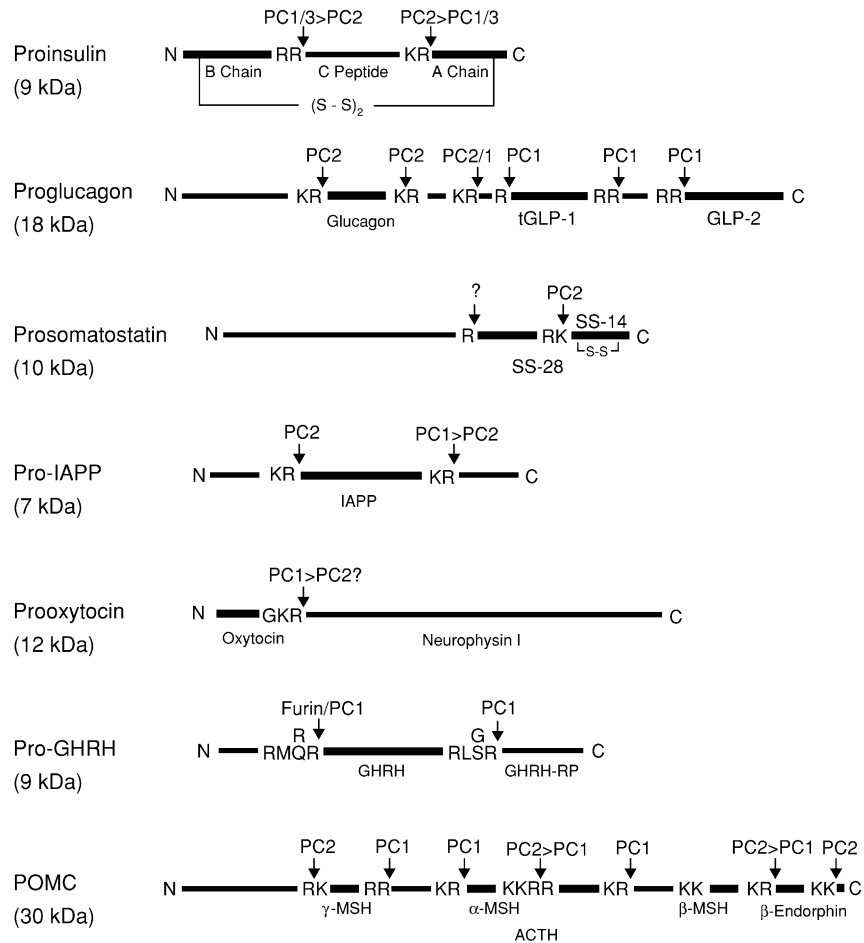 PC1/3>PC2 PC2>PC1/3
Proinsulin N RR KR C
B Chain C Peptide A Chain
(9 kDa)
(S - S)2
PC2 PC2 PC2/1 PC1 PC1 PC1
Proglucagon N KR KR KR R RR RR C
(18 kDa) Glucagon tGLP-1 GLP-2
? PC2
SS-14
Prosomatostatin N R RK C
S-S
(10 kDa) SS-28
PC2 PC1>PC2
Pro-IAPP N KR KR C
(7 kDa) IAPP
PC1>PC2?
Prooxytocin N GKR C
(12 kDa) Oxytocin Neurophysin I
Furin/PC1 PC1
R G
Pro-GHRH N RMQR RLSR C
(9 kDa) GHRH GHRH-RP
PC2 PC1 PC1 PC2>PC1 PC1 PC2>PC1 PC2
POMC N RK RR KR KKRR KR KK KR KK C
(30 kDa) γ-MSH α-MSH β-MSH β-Endorphin
ACTH